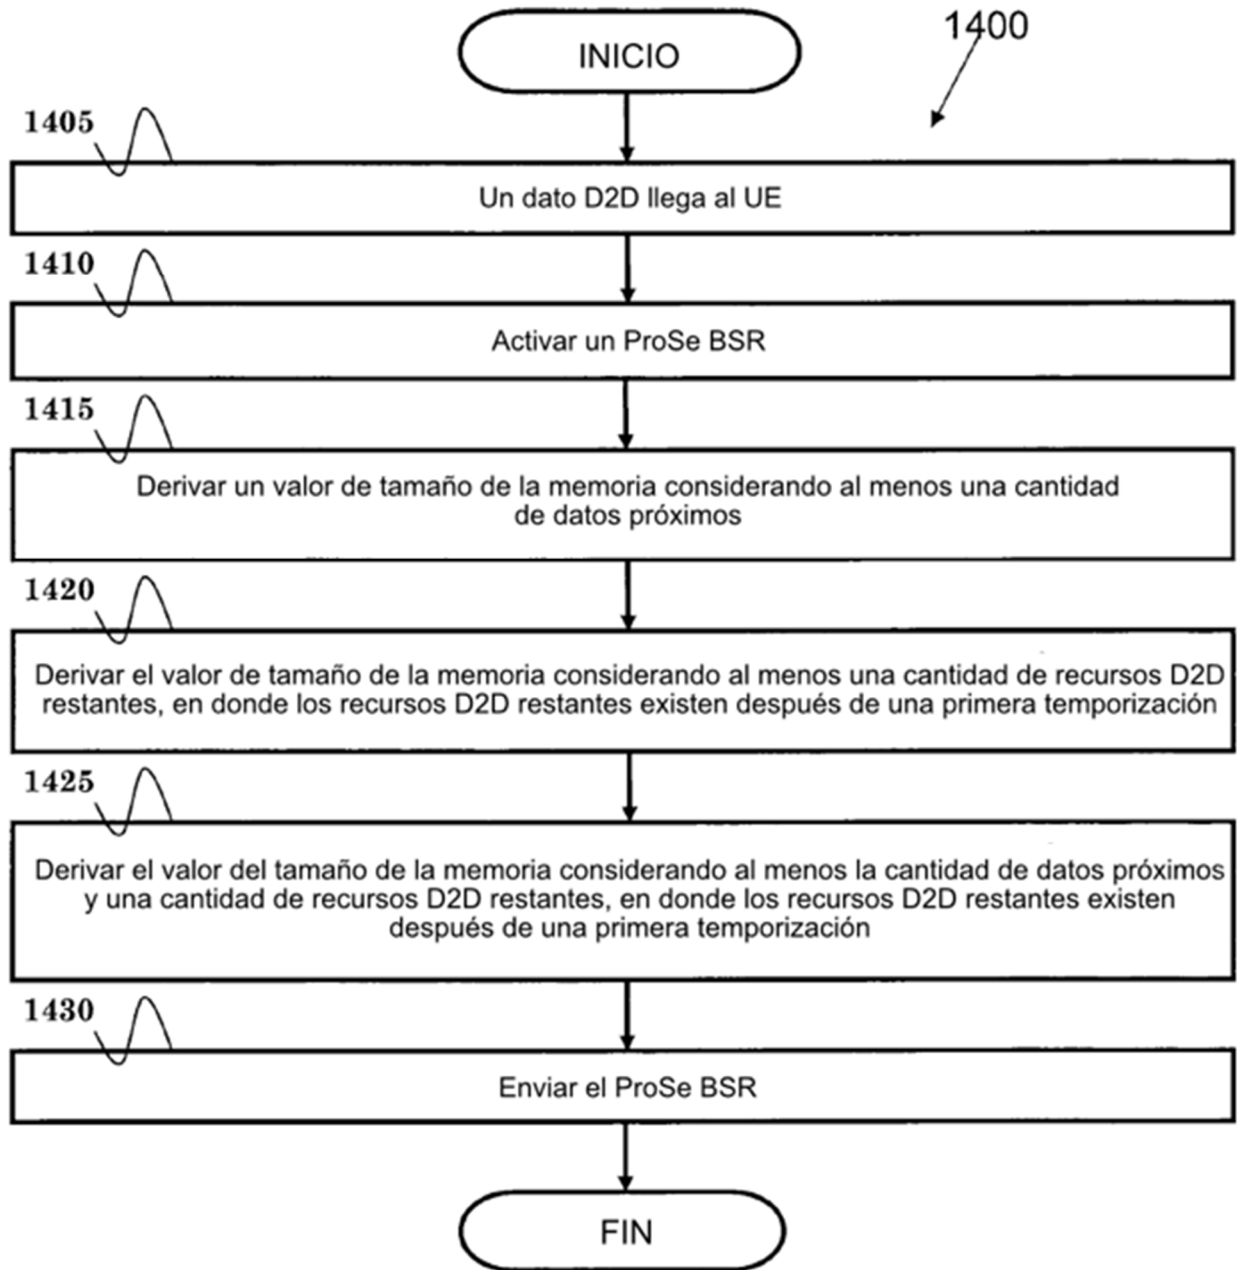 INICIO
1400
1405
Un dato D2D llega al UE
1410
Activar un ProSe BSR
1415
Derivar un valor de tamaño de la memoria considerando al menos una cantidad
de datos próximos
1420
Derivar el valor de tamaño de la memoria considerando al menos una cantidad de recursos D2D
restantes, en donde los recursos D2D restantes existen después de una primera temporización
1425
Derivar el valor del tamaño de la memoria considerando al menos la cantidad de datos próximos
y una cantidad de recursos D2D restantes, en donde los recursos D2D restantes existen
después de una primera temporización
1430
Enviar el ProSe BSR
FIN